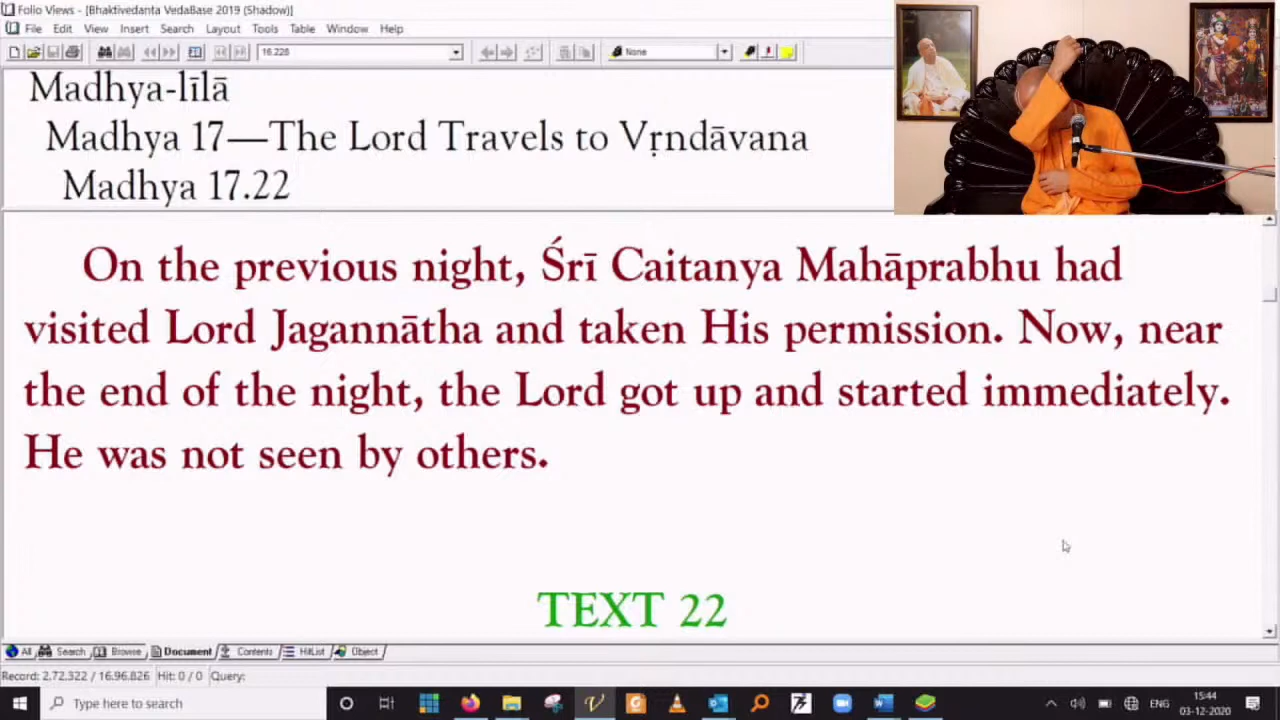 Folio Views - [Bhaktivedanta VedaBase 2019 (Shadow)]
File Edit View Insert Search Layout Tools Table Window Help
16.228
None
Madhya-līlā
Madhya 17—The Lord Travels to Vṛndāvana
Madhya 17.22
On the previous night, Śrī Caitanya Mahāprabhu had
visited Lord Jagannātha and taken His permission. Now, near
the end of the night, the Lord got up and started immediately.
He was not seen by others.
TEXT 22
All Search Browse Document Contents HitList Object
Record: 2,72,322 / 16,96,826 Hit: 0 / 0 Query:
Type here to search
ENG
15:44
03-12-2020